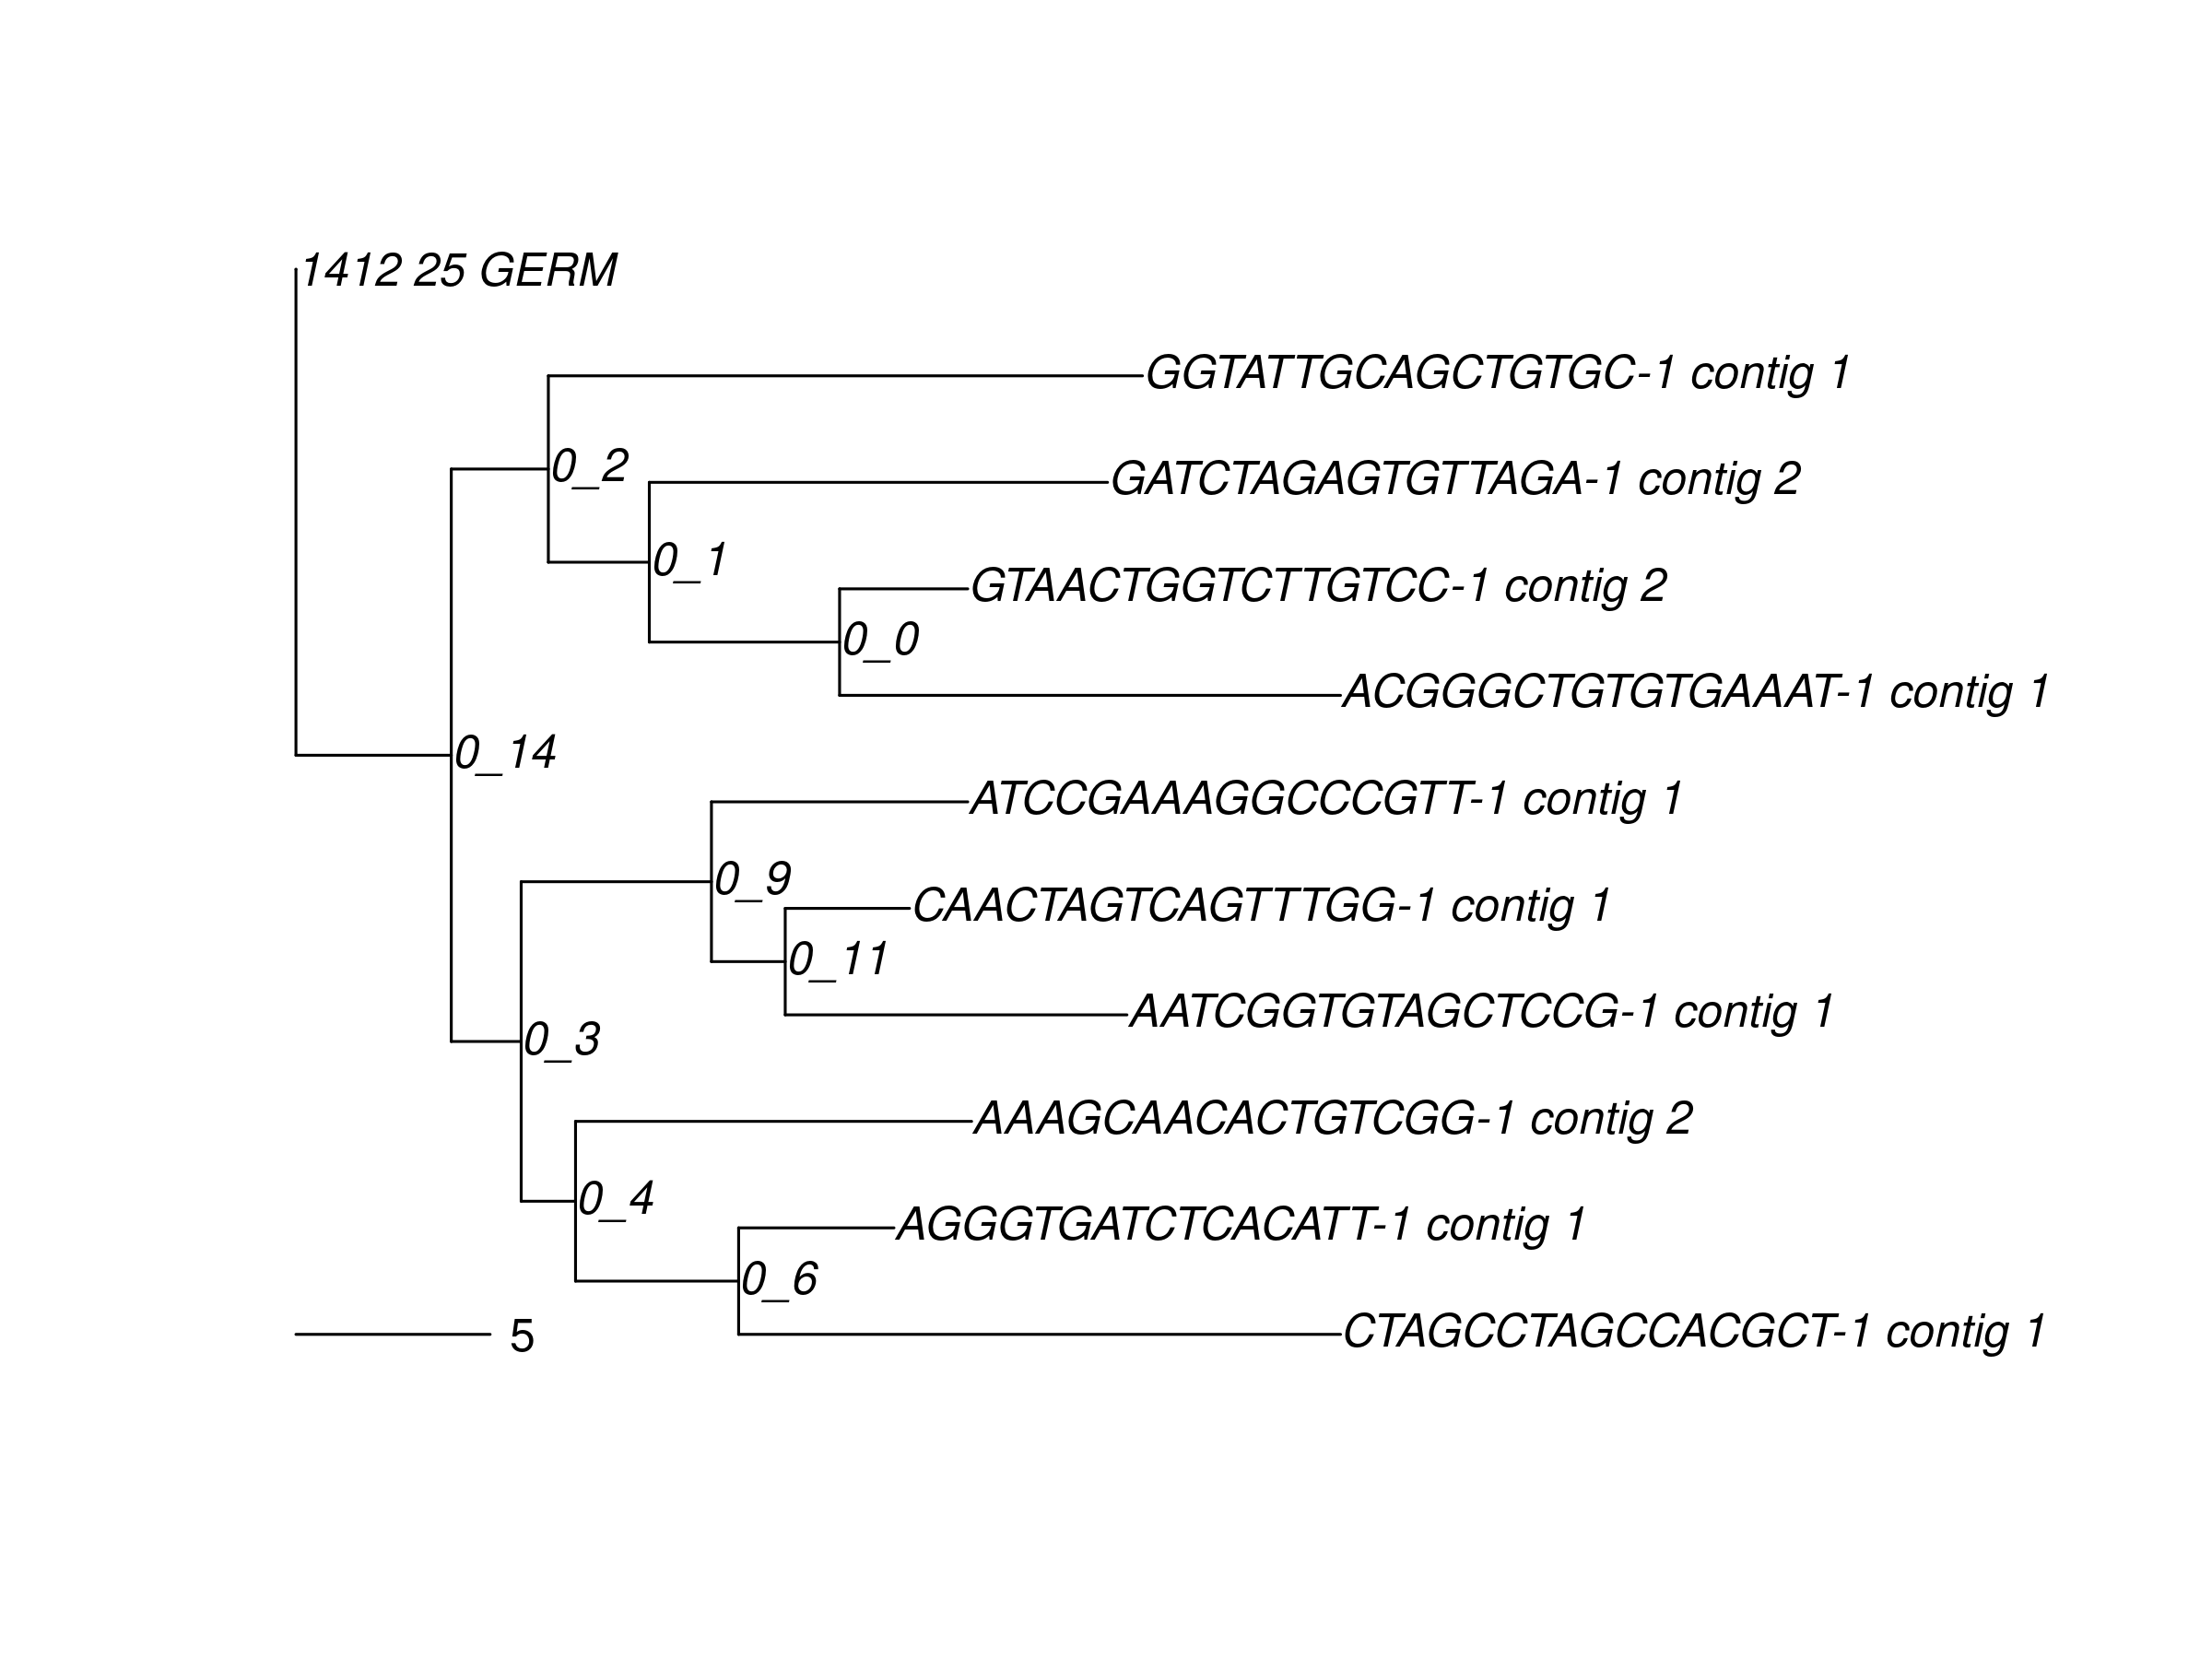 1412 25 GERM
GGTATTGCAGCTGTGC-1 contig 1
0_2
GATCTAGAGTGTTAGA-1 contig 2
0_1
GTAACTGGTCTTGTCC-1 contig 2
0_0
ACGGGCTGTGTGAAAT-1 contig 1
0_14
ATCCGAAAGGCCCGTT-1 contig 1
0_9
CAACTAGTCAGTTTGG-1 contig 1
0_11
AATCGGTGTAGCTCCG-1 contig 1
0_3
AAAGCAACACTGTCGG-1 contig 2
0_4
AGGGTGATCTCACATT-1 contig 1
0_6
CTAGCCTAGCCACGCT-1 contig 1
5